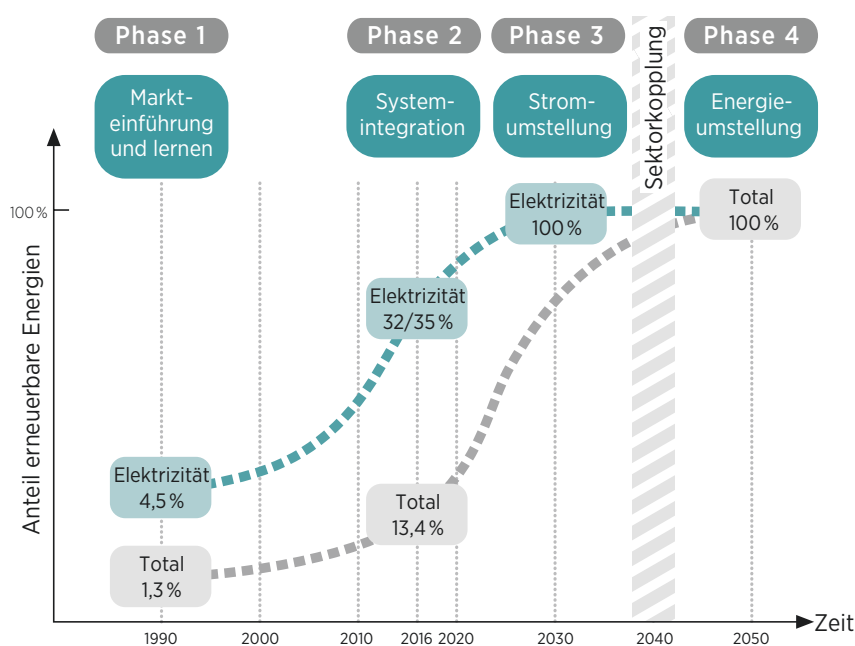 Phase 1
Phase 2
Phase 3
Phase 4
Markt-
einführung
und lernen
System-
integration
Strom-
umstellung
Sektorkopplung
Energie-
umstellung
100 %
Anteil erneuerbare Energien
Elektrizität
100 %
Total
100 %
Elektrizität
32/35 %
Elektrizität
4,5 %
Total
13,4 %
Total
1,3 %
Zeit
1990
2000
2010
2016
2020
2030
2040
2050